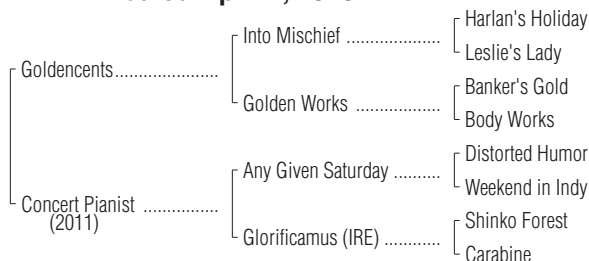 Harlan's Holiday
Into Mischief ....................
Leslie's Lady
Goldencents......................
Banker's Gold
Golden Works ..................
Body Works
Distorted Humor
Any Given Saturday ..........
Weekend in Indy
Concert Pianist ................
(2011)
Shinko Forest
Glorificamus (IRE) ............
Carabine